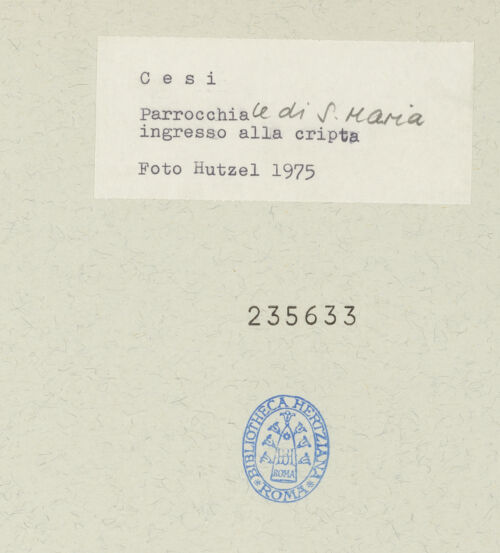 C e s i
Parrocchiale di S. Maria
ingresso alla cripta
Foto Hutzel 1975
235633
BIBLIOTHECA HERTZIANA
ROMA
* ROMA *